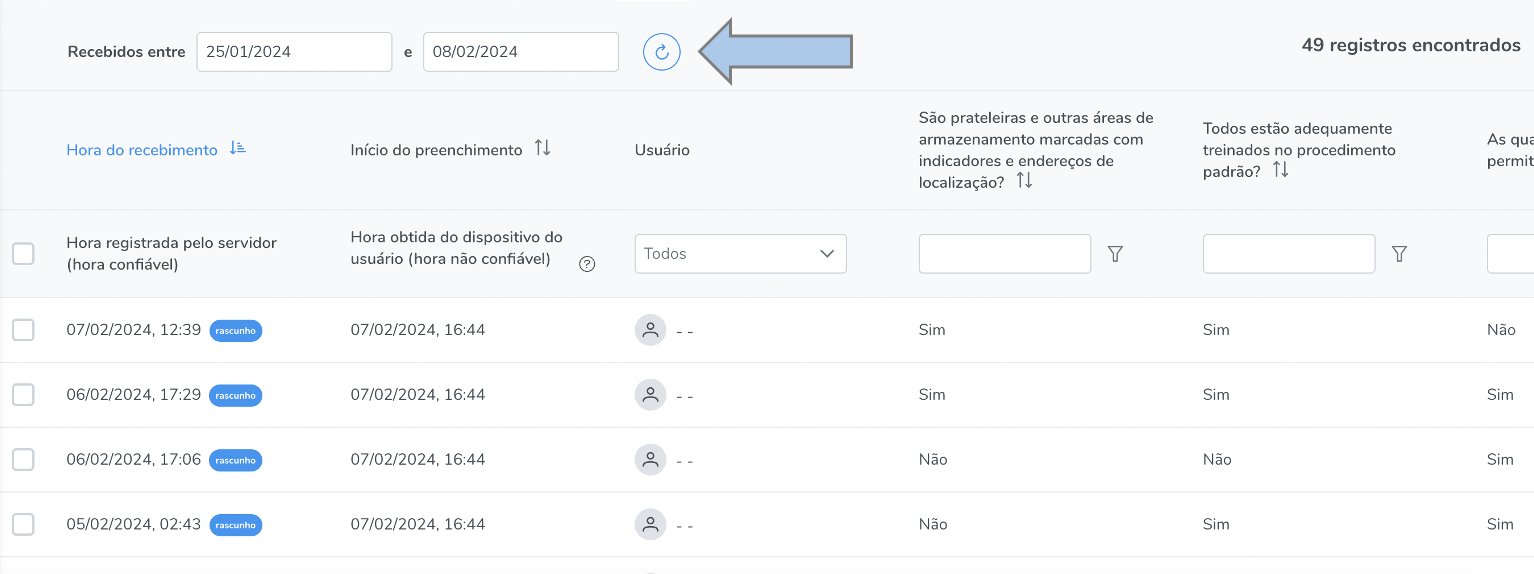 Recebidos entre 25/01/2024 e 08/02/2024
49 registros encontrados
Hora do recebimento
Início do preenchimento
Usuário
São prateleiras e outras áreas de
armazenamento marcadas com
indicadores e endereços de
localização?
Todos estão adequamente
treinados no procedimento
padrão?
As qua
permit
Hora registrada pelo servidor
(hora confiável)
Hora obtida do dispositivo do
usuário (hora não confiável) ?
Todos
07/02/2024, 12:39 rascunho 07/02/2024, 16:44 - - Sim Sim Não
06/02/2024, 17:29 rascunho 07/02/2024, 16:44 - - Sim Sim Sim
06/02/2024, 17:06 rascunho 07/02/2024, 16:44 - - Não Não Sim
05/02/2024, 02:43 rascunho 07/02/2024, 16:44 - - Não Sim Sim